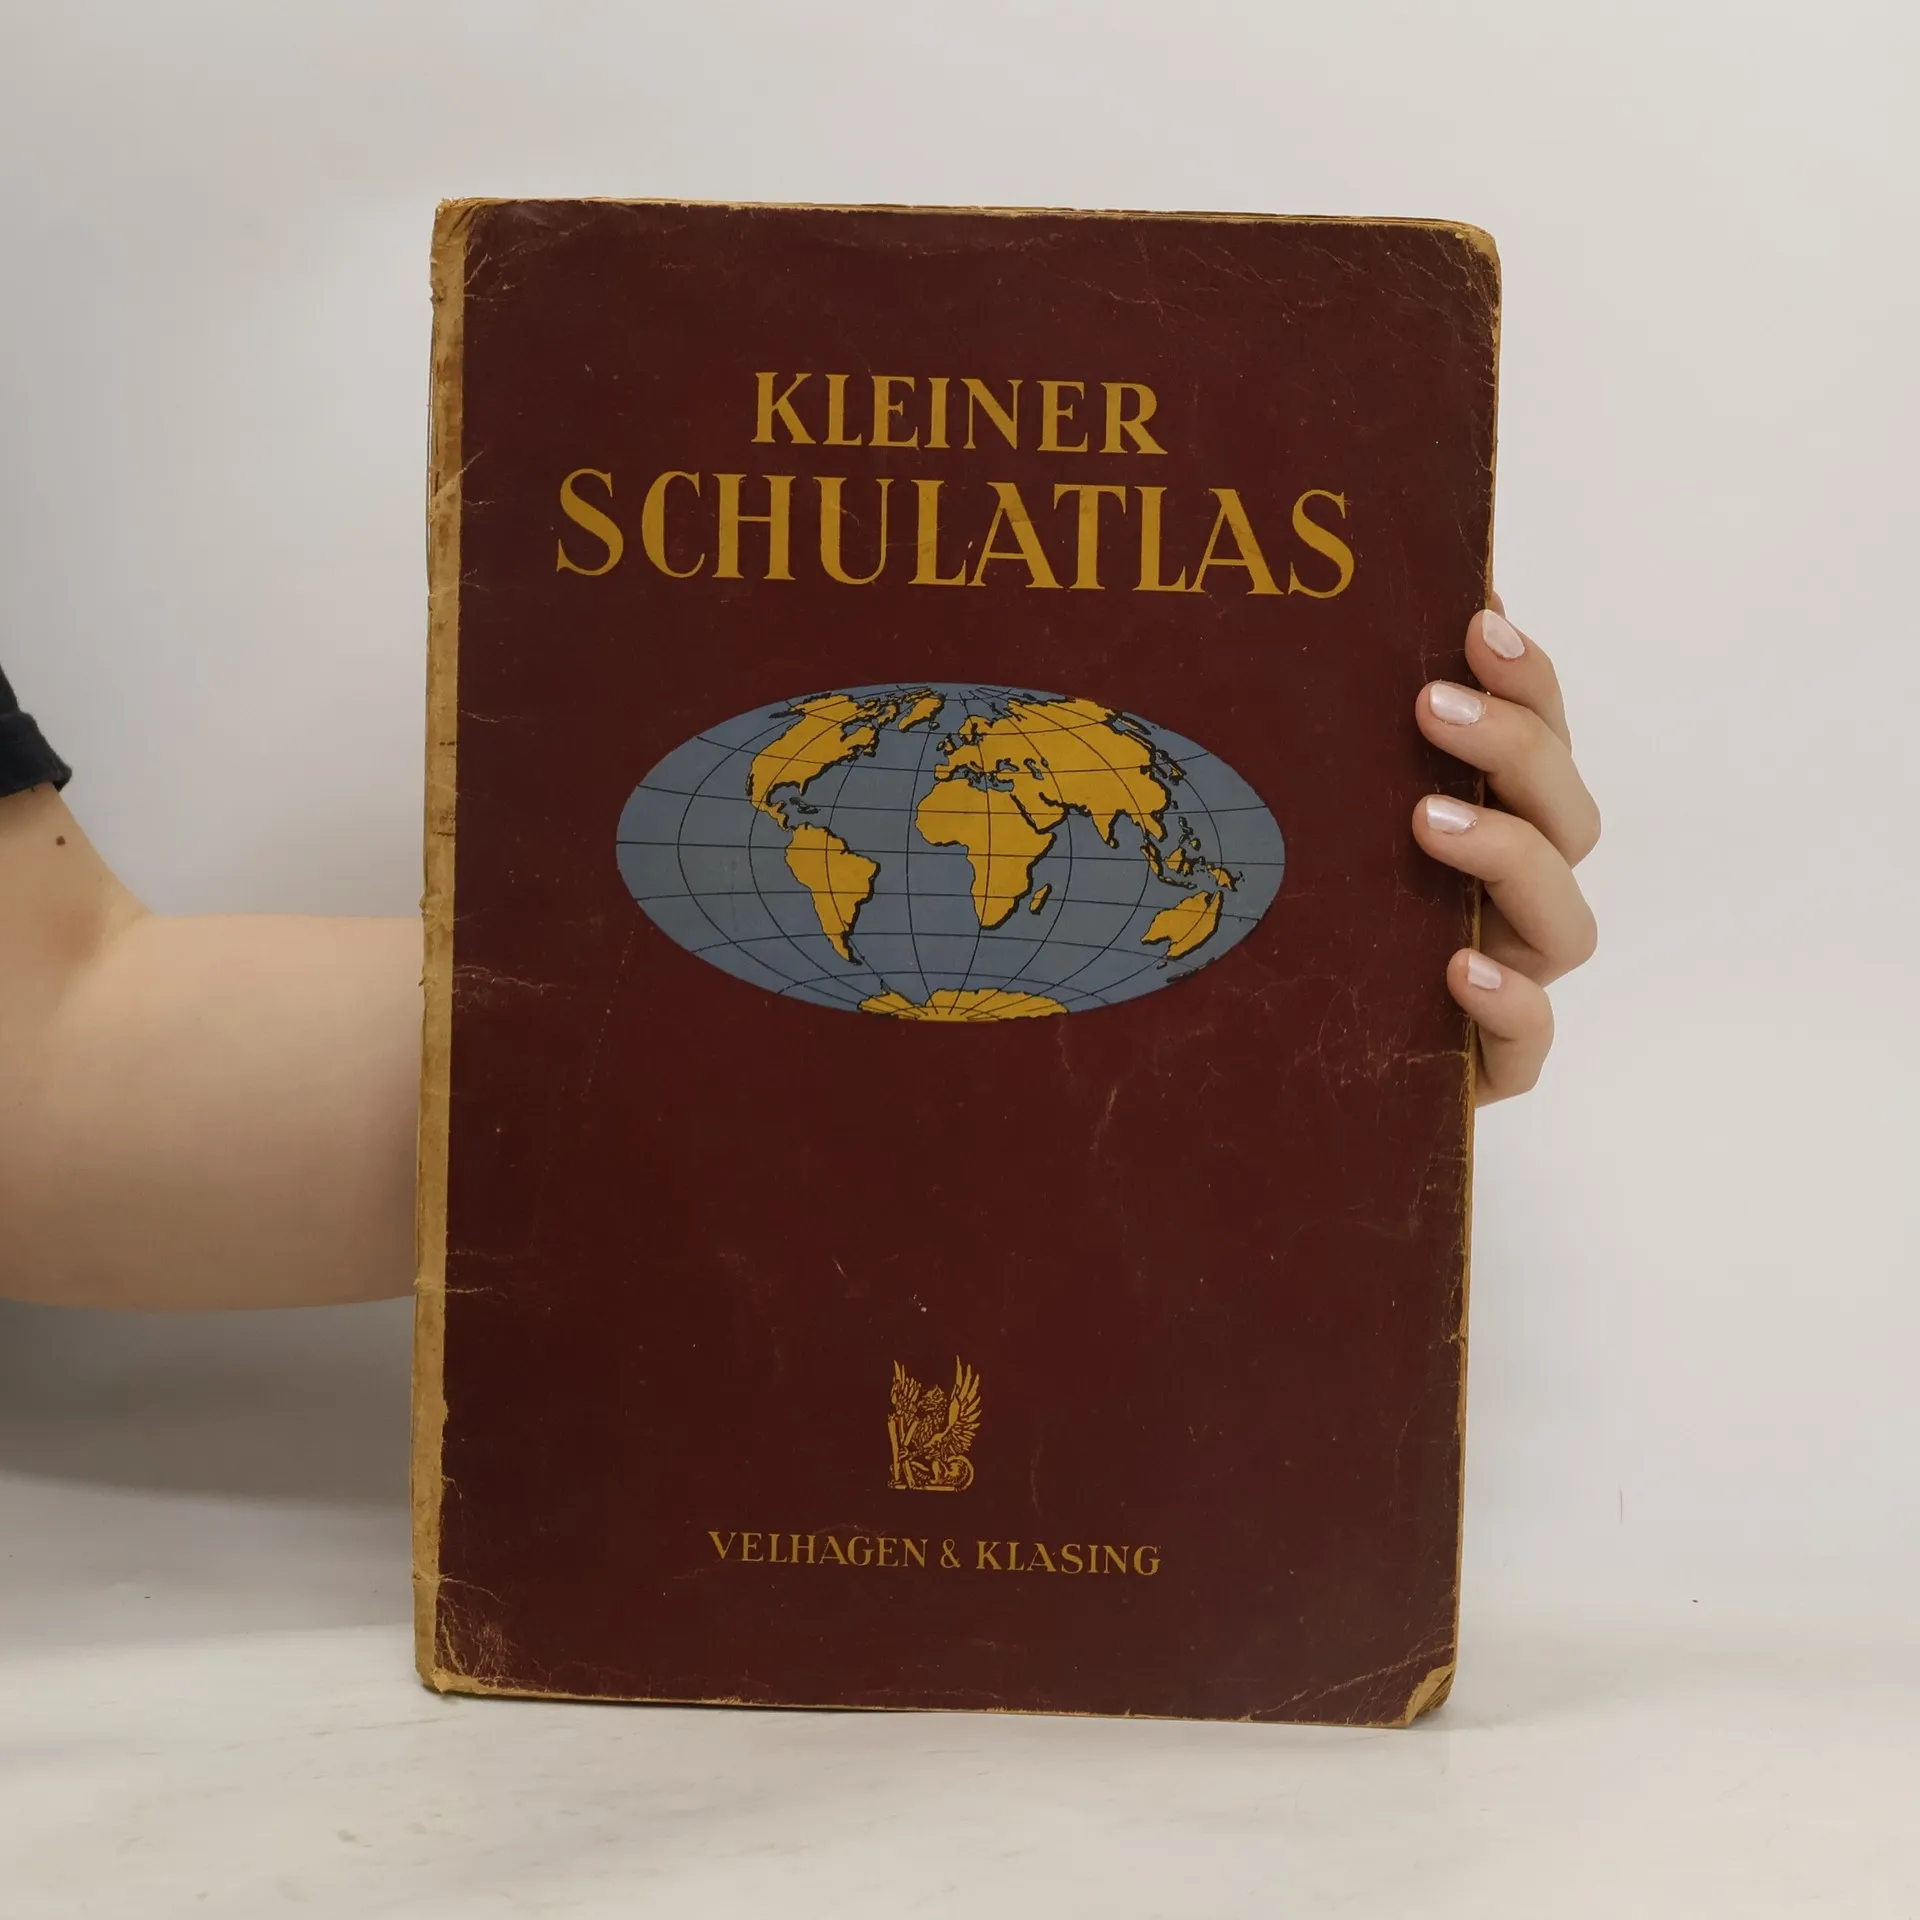 KLEINER
SCHULATLAS
VELHAGEN & KLASING